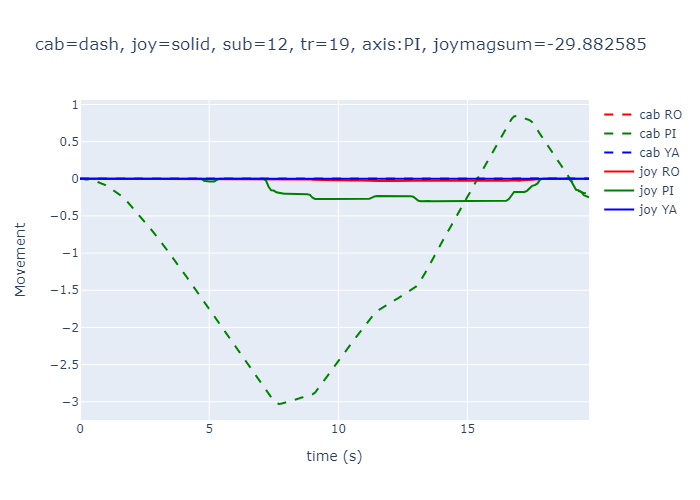 cab=dash, joy=solid, sub=12, tr=19, axis:PI, joymagsum=-29.882585
1
0.5
0
−0.5
−1
−1.5
−2
−2.5
−3
0
5
10
15
Movement
time (s)
cab RO
cab PI
cab YA
joy RO
joy PI
joy YA